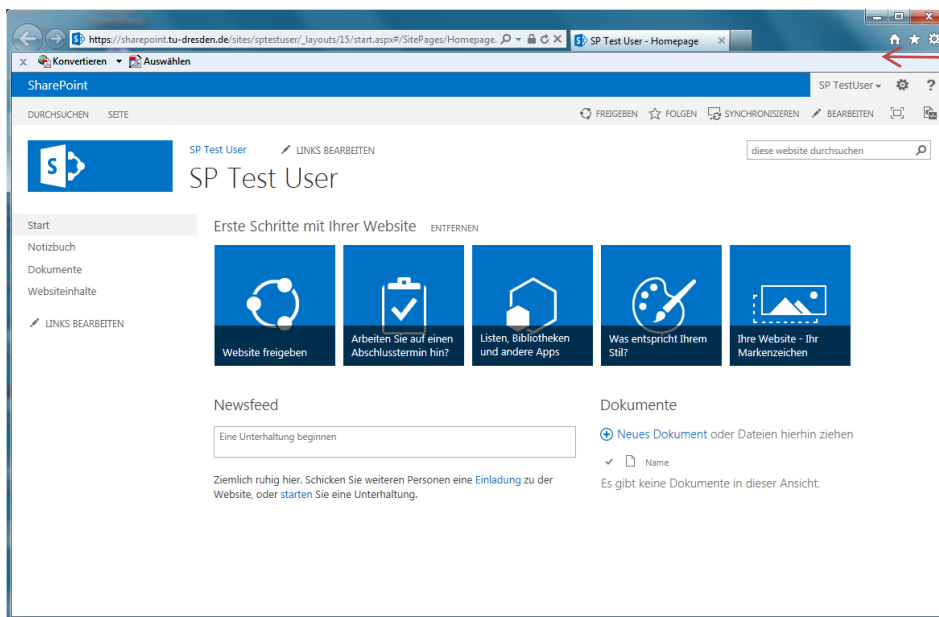 https://sharepoint.tu-dresden.de/sites/sptestuser/_layouts/15/start.aspx#/SitePages/Homepage.
SP Test User - Homepage
x Konvertieren Auswählen
SharePoint
SP TestUser
?
DURCHSUCHEN SEITE
FREIGEBEN FOLGEN SYNCHRONISIEREN BEARBEITEN
S
SP Test User LINKS BEARBEITEN
diese website durchsuchen
SP Test User
Start
Notizbuch
Dokumente
Websiteinhalte
LINKS BEARBEITEN
Erste Schritte mit Ihrer Website ENTFERNEN
Website freigeben
Arbeiten Sie auf einen
Abschlusstermin hin?
Listen, Bibliotheken
und andere Apps
Was entspricht Ihrem
Stil?
Ihre Website - Ihr
Markenzeichen
Newsfeed
Eine Unterhaltung beginnen
Ziemlich ruhig hier. Schicken Sie weiteren Personen eine Einladung zu der
Website, oder starten Sie eine Unterhaltung.
Dokumente
Neues Dokument oder Dateien hierhin ziehen
Name
Es gibt keine Dokumente in dieser Ansicht.